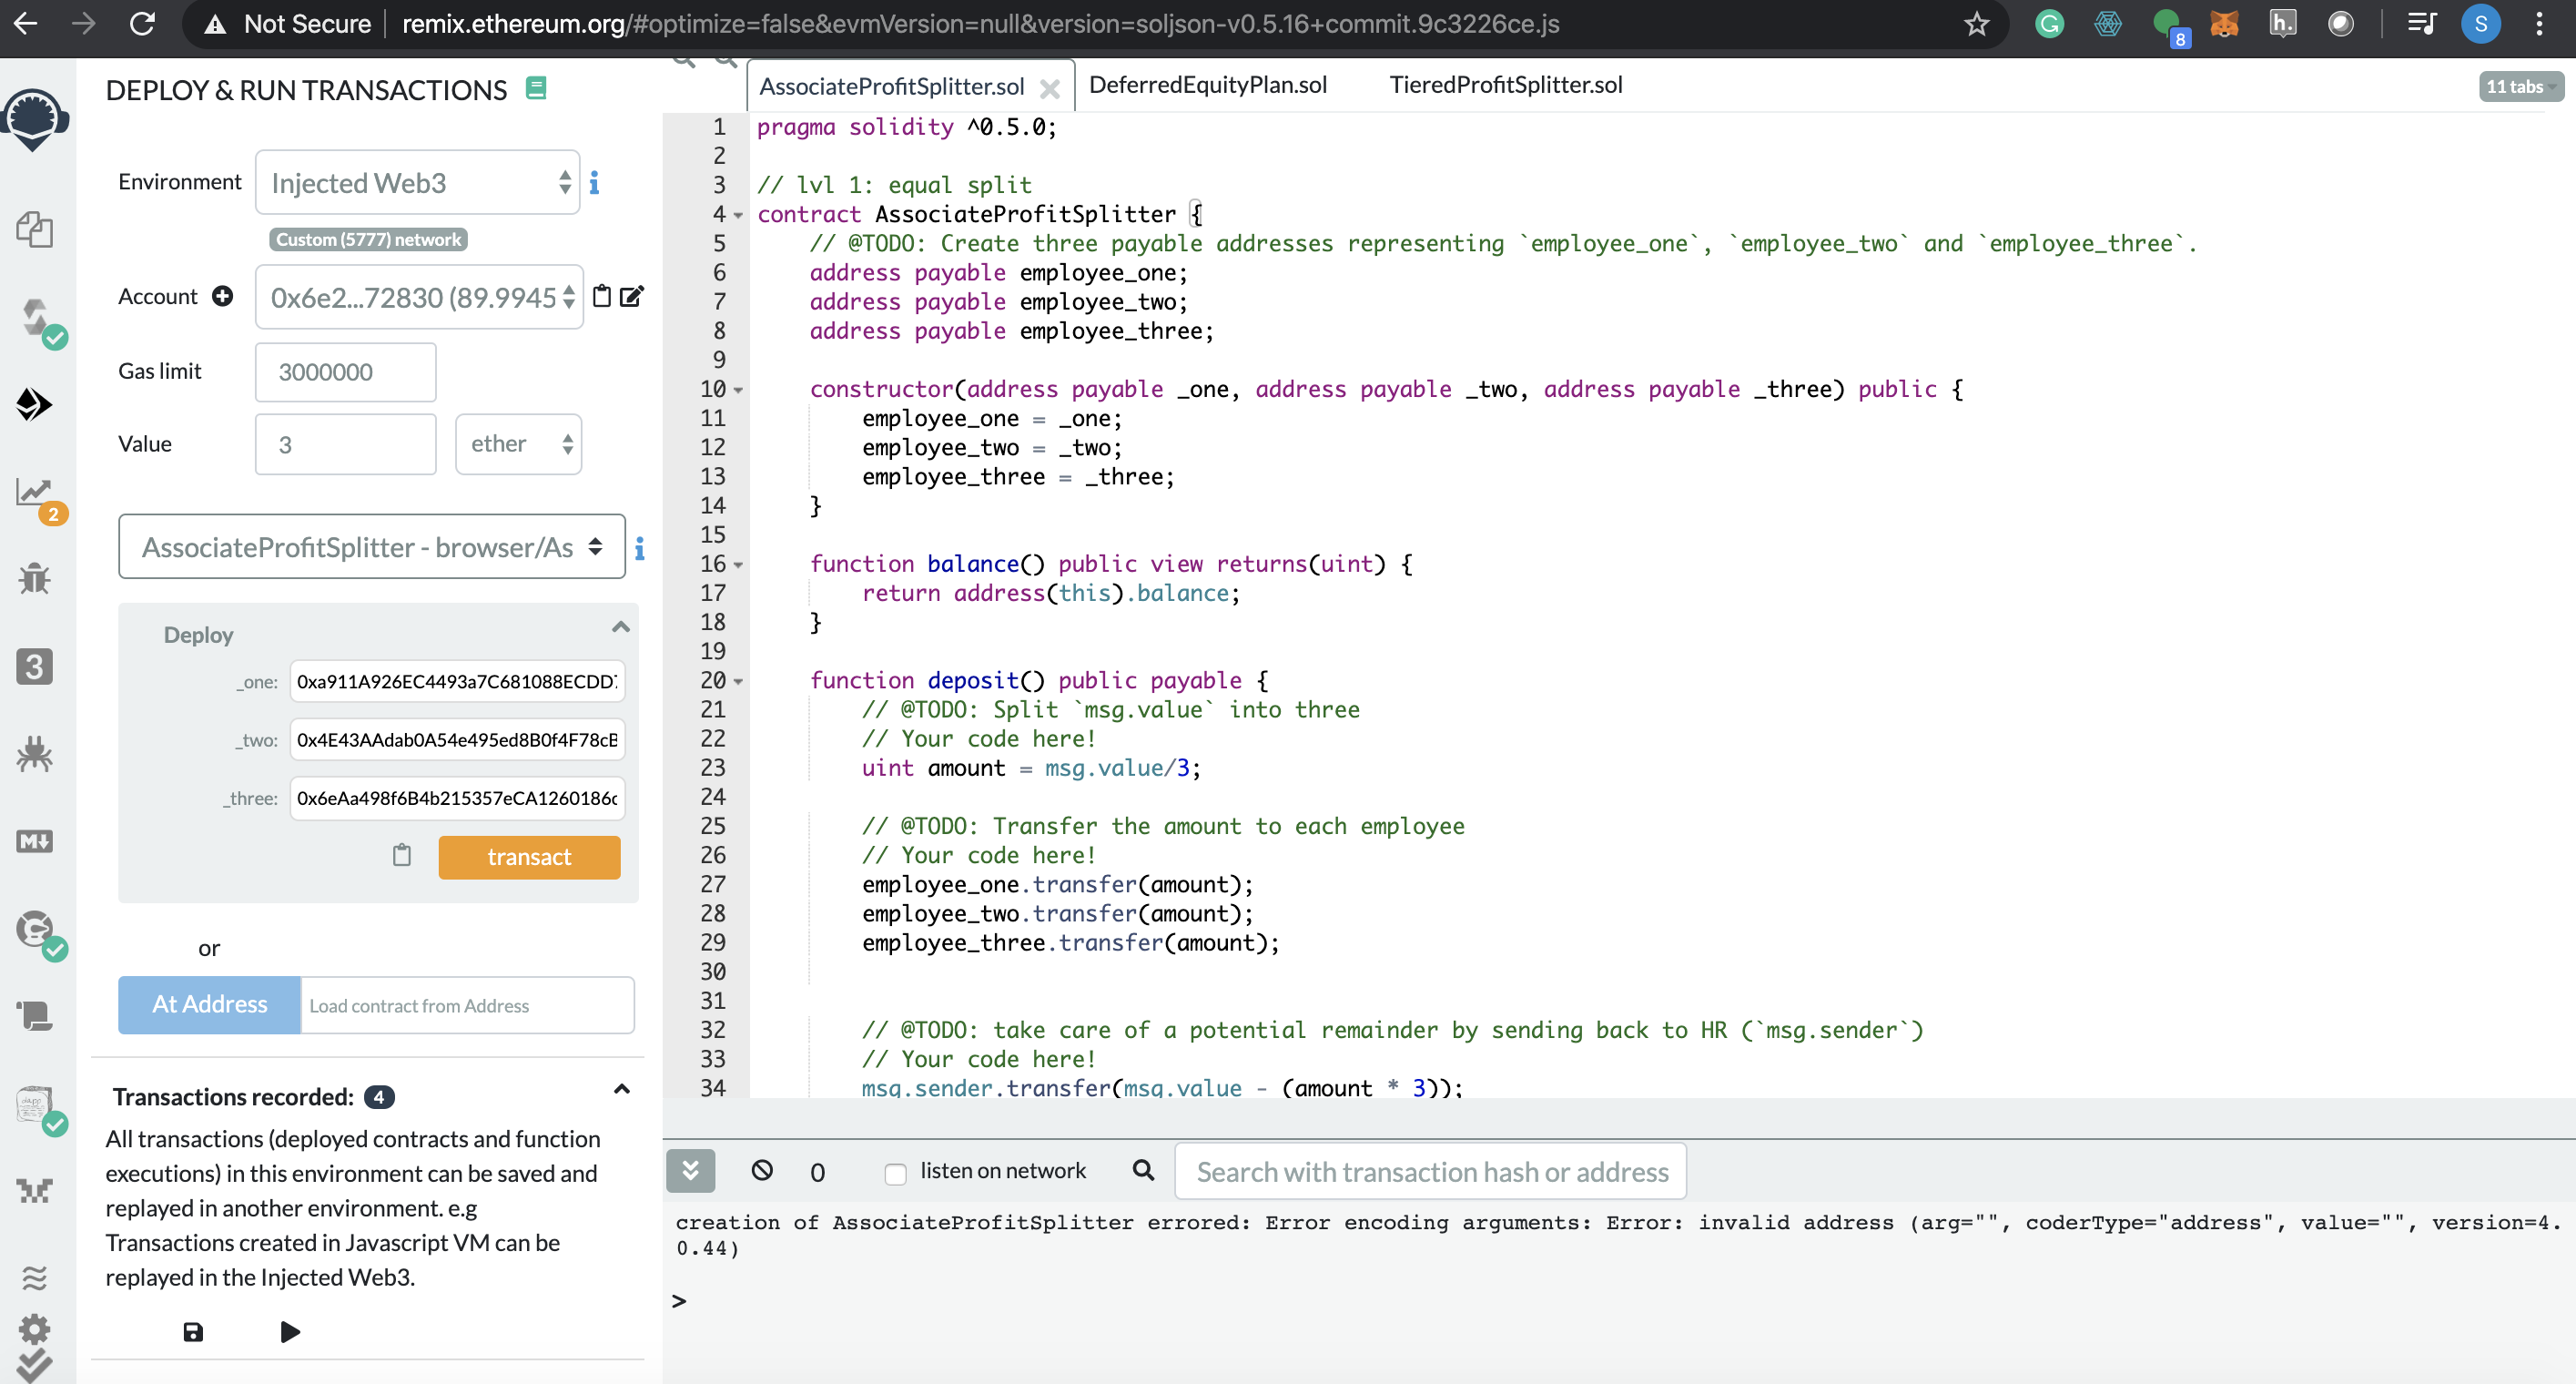 Not Secure remix.ethereum.org/#optimize=false&evmVersion=null&version=soljson-v0.5.16+commit.9c3226ce.js
G 8 h. S
DEPLOY & RUN TRANSACTIONS
Environment Injected Web3
Custom (5777) network
Account 0x6e2...72830 (89.9945
Gas limit 3000000
Value 3 ether
AssociateProfitSplitter - browser/As
Deploy
_one: 0xa911A926EC4493a7C681088ECDD
_two: 0x4E43AAdab0A54e495ed8B0f4F78cB
_three: 0x6eAa498f6B4b215357eCA1260186
transact
or
At Address Load contract from Address
Transactions recorded: 4
All transactions (deployed contracts and function
executions) in this environment can be saved and
replayed in another environment. e.g
Transactions created in Javascript VM can be
replayed in the Injected Web3.
2
3
M
AssociateProfitSplitter.sol DeferredEquityPlan.sol TieredProfitSplitter.sol 11 tabs
1 pragma solidity ^0.5.0;
2
3 // lvl 1: equal split
4 contract AssociateProfitSplitter {
5 // @TODO: Create three payable addresses representing `employee_one`, `employee_two` and `employee_three`.
6 address payable employee_one;
7 address payable employee_two;
8 address payable employee_three;
9
10 constructor(address payable _one, address payable _two, address payable _three) public {
11 employee_one = _one;
12 employee_two = _two;
13 employee_three = _three;
14 }
15
16 function balance() public view returns(uint) {
17 return address(this).balance;
18 }
19
20 function deposit() public payable {
21 // @TODO: Split `msg.value` into three
22 // Your code here!
23 uint amount = msg.value/3;
24
25 // @TODO: Transfer the amount to each employee
26 // Your code here!
27 employee_one.transfer(amount);
28 employee_two.transfer(amount);
29 employee_three.transfer(amount);
30
31
32 // @TODO: take care of a potential remainder by sending back to HR (`msg.sender`)
33 // Your code here!
34 msg.sender.transfer(msg.value - (amount * 3));
0 listen on network Search with transaction hash or address
creation of AssociateProfitSplitter errored: Error encoding arguments: Error: invalid address (arg="", coderType="address", value="", version=4.
0.44)
>